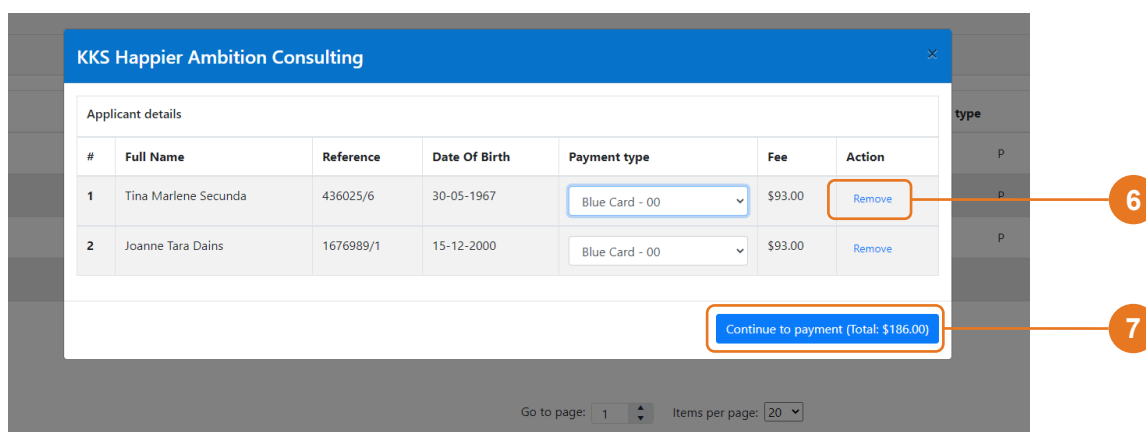 KKS Happier Ambition Consulting ×
Applicant details
type
# Full Name Reference Date Of Birth Payment type Fee Action
P
1 Tina Marlene Secunda 436025/6 30-05-1967 Blue Card - 00 $93.00 Remove
P
6
2 Joanne Tara Dains 1676989/1 15-12-2000 Blue Card - 00 $93.00 Remove
P
Continue to payment (Total: $186.00)
7
Go to page: 1 Items per page: 20